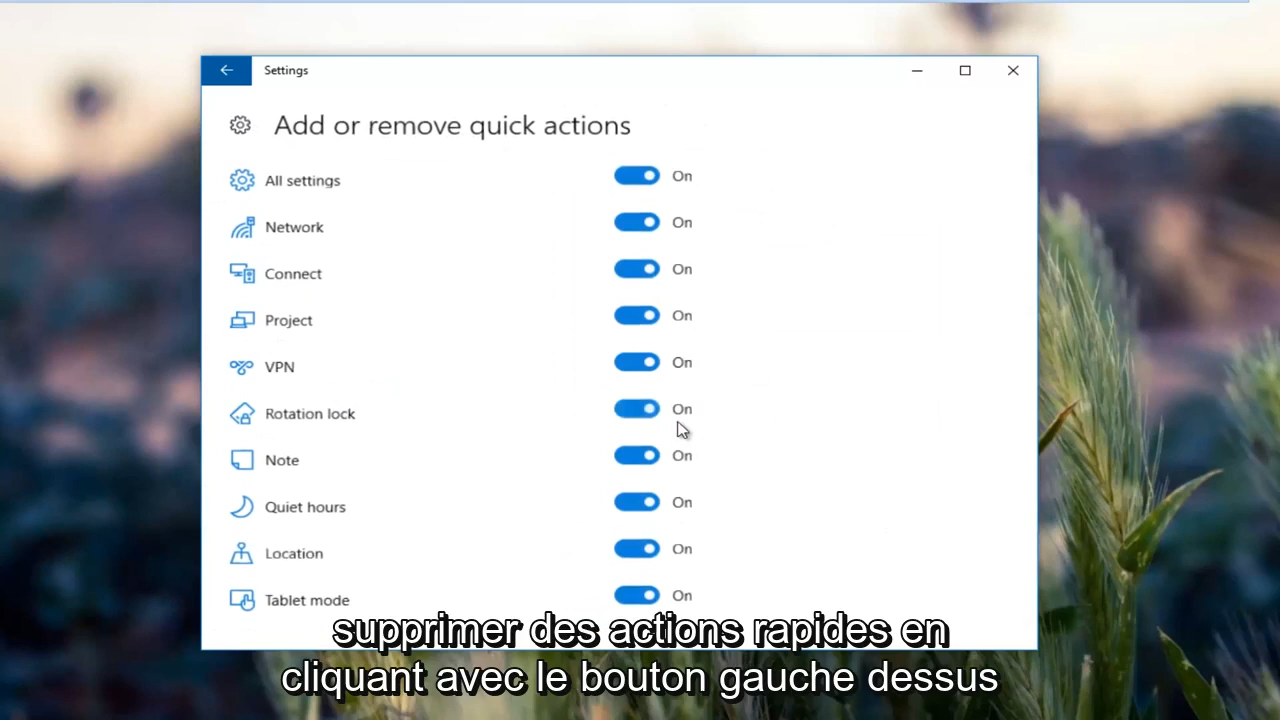 Settings
Add or remove quick actions
All settings On
Network On
Connect On
Project On
VPN On
Rotation lock On
Note On
Quiet hours On
Location On
Tablet mode On
supprimer des actions rapides en
cliquant avec le bouton gauche dessus